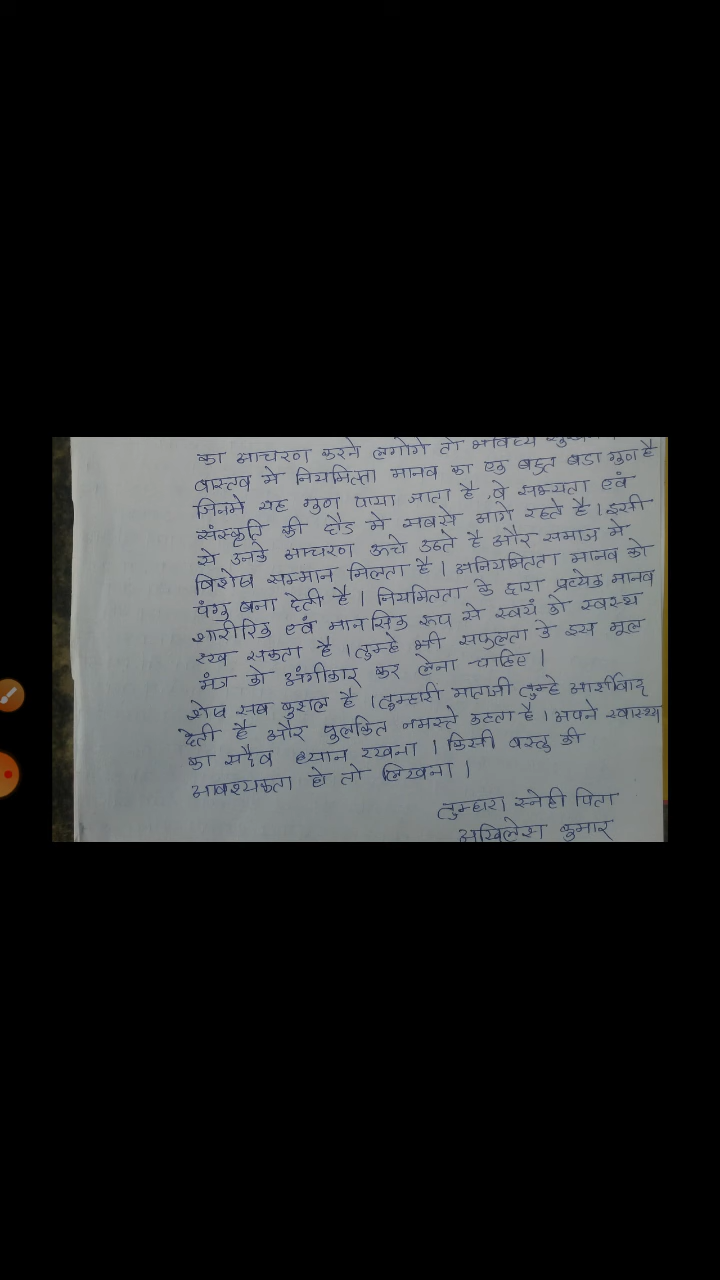 का आचरण करने लगोगे तो भविष्य
वास्तव मे नियमितता मानव का एक बहुत बडा गुण है
जिनमे यह गुण पाया जाता है, वे सभ्यता एवं
संस्कृति की दौड मे सबसे आगे रहते है। इसी
से उनके आचरण ऊचे उठते है और समाज मे
विशेष सम्मान मिलता है। अनियमितता मानव को
पंगु बना देती है। नियमितता के द्वारा प्रत्येक मानव
शारीरिक एवं मानसिक रूप से स्वयं को स्वस्थ
रख सकता है। तुम्हे भी सफलता के इस मूल
मंत्र को अंगीकार कर लेना चाहिए।
शेष सब कुशल है। तुम्हारी माताजी तुम्हे आर्शीवाद
देती है और पुलकित नमस्ते कहता है। अपने स्वास्थ्य
का सदैव ध्यान रखना। किसी वस्तु की
आवश्यकता हो तो लिखना।
तुम्हारा स्नेही पिता
अखिलेश कुमार